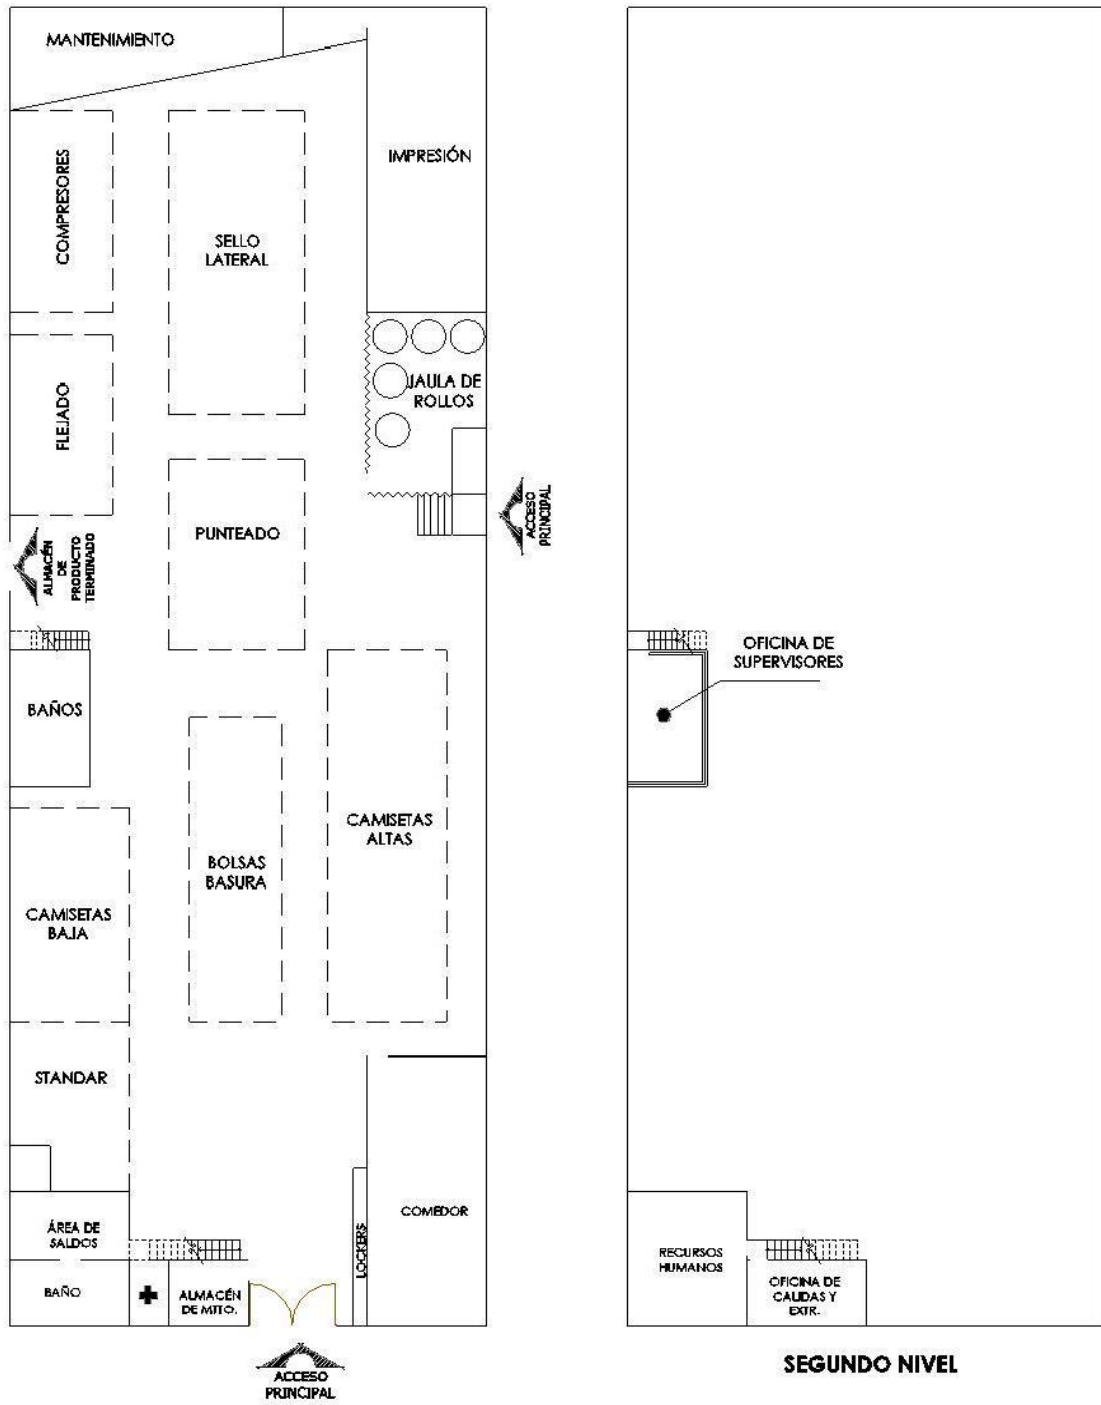 MANTENIMIENTO
COMPRESORES
IMPRESIÓN
SELLO
LATERAL
FLEJADO
JAULA DE
ROLLOS
PUNTEADO
ACCESO
PRINCIPAL
ALMACÉN
DE
PRODUCTO
TERMINADO
BAÑOS
CAMISETAS
ALTAS
BOLSAS
BASURA
CAMISETAS
BAJA
STANDAR
COMEDOR
LOCKERS
ÁREA DE
SALDOS
BAÑO
ALMACÉN
DE MTTO.
ACCESO
PRINCIPAL
OFICINA DE
SUPERVISORES
RECURSOS
HUMANOS
OFICINA DE
CALIDAS Y
EXTR.
SEGUNDO NIVEL